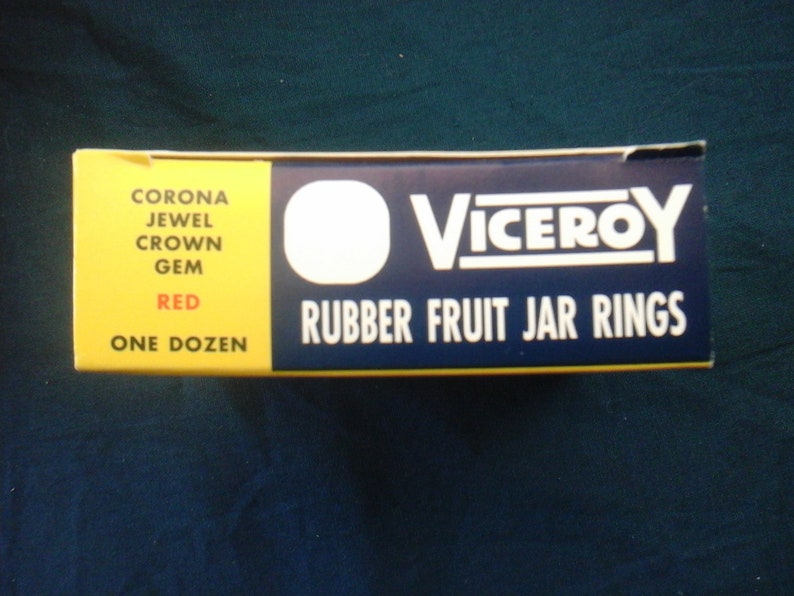 CORONA
JEWEL
CROWN
GEM
RED
ONE DOZEN
VICEROY
RUBBER FRUIT JAR RINGS